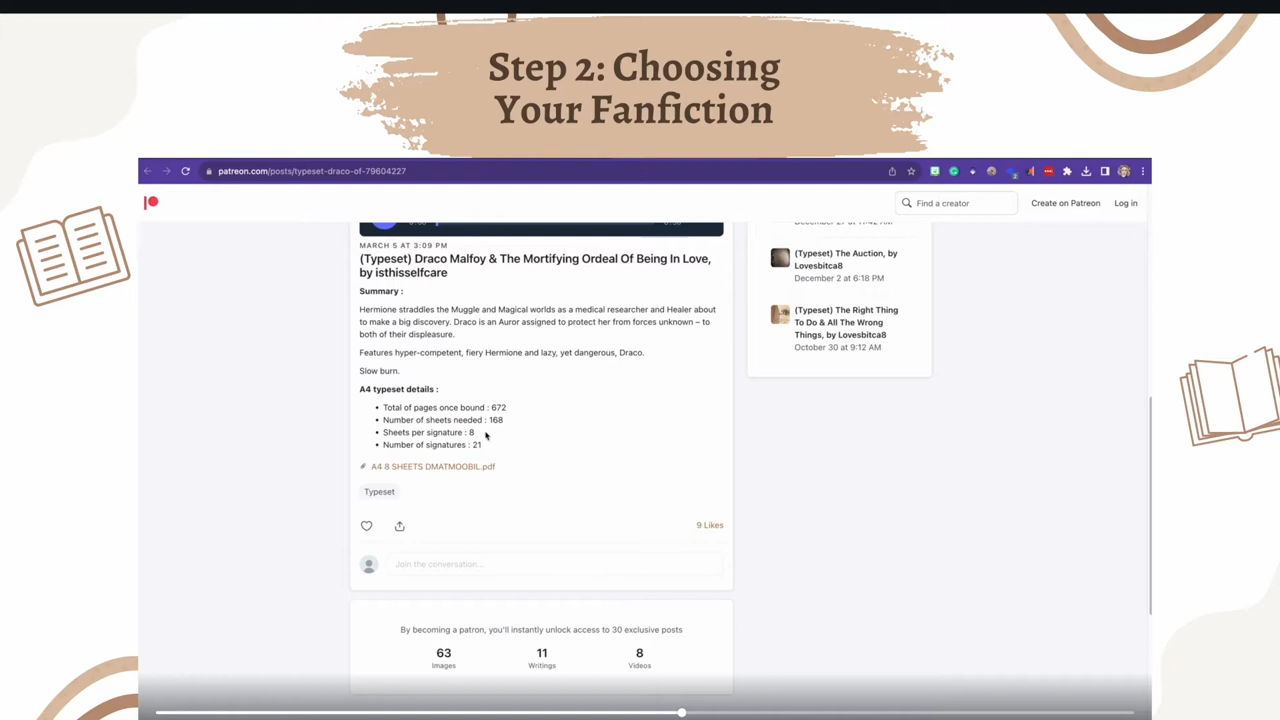 Step 2: Choosing
Your Fanfiction
patreon.com/posts/typeset-draco-of-79604227
Find a creator
Create on Patreon
Log in
MARCH 5 AT 3:09 PM
(Typeset) Draco Malfoy & The Mortifying Ordeal Of Being In Love,
by isthisselfcare
Summary :
Hermione straddles the Muggle and Magical worlds as a medical researcher and Healer about
to make a big discovery. Draco is an Auror assigned to protect her from forces unknown – to
both of their displeasure.
Features hyper-competent, fiery Hermione and lazy, yet dangerous, Draco.
Slow burn.
A4 typeset details :
• Total of pages once bound : 672
• Number of sheets needed : 168
• Sheets per signature : 8
• Number of signatures : 21
A4 8 SHEETS DMATMOOBIL.pdf
Typeset
9 Likes
Join the conversation...
By becoming a patron, you'll instantly unlock access to 30 exclusive posts
63
Images
11
Writings
8
Videos
(Typeset) The Auction, by
Lovesbitca8
December 2 at 6:18 PM
(Typeset) The Right Thing
To Do & All The Wrong
Things, by Lovesbitca8
October 30 at 9:12 AM